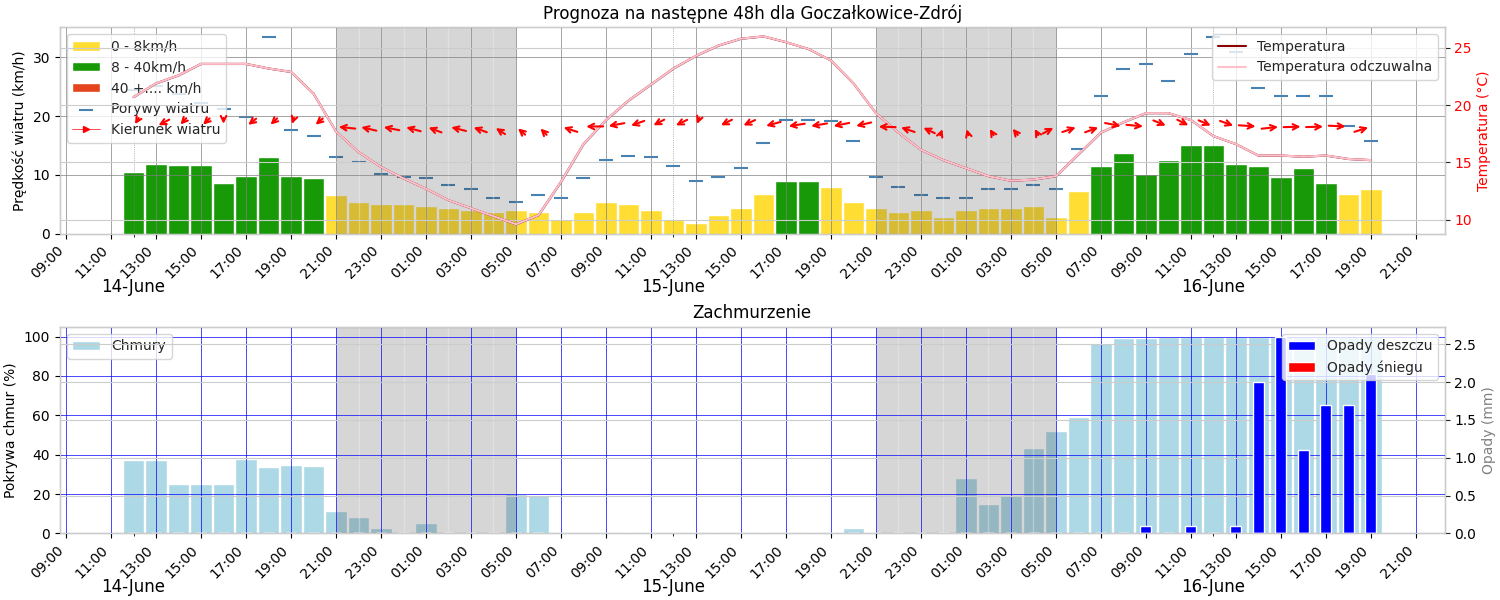 Prognoza na następne 48h dla Goczałkowice-Zdrój
Prędkość wiatru (km/h)
30
20
10
0
0 - 8km/h
8 - 40km/h
40 +.... km/h
Porywy wiatru
Kierunek wiatru
Temperatura
Temperatura odczuwalna
25
20
15
10
Temperatura (°C)
09:00 11:00 13:00 15:00 17:00 19:00 21:00 23:00 01:00 03:00 05:00 07:00 09:00 11:00 13:00 15:00 17:00 19:00 21:00 23:00 01:00 03:00 05:00 07:00 09:00 11:00 13:00 15:00 17:00 19:00 21:00
14-June 15-June 16-June
Zachmurzenie
Pokrywa chmur (%)
100
80
60
40
20
0
Chmury
Opady deszczu
Opady śniegu
2.5
2.0
1.5
1.0
0.5
0.0
Opady (mm)
09:00 11:00 13:00 15:00 17:00 19:00 21:00 23:00 01:00 03:00 05:00 07:00 09:00 11:00 13:00 15:00 17:00 19:00 21:00 23:00 01:00 03:00 05:00 07:00 09:00 11:00 13:00 15:00 17:00 19:00 21:00
14-June 15-June 16-June